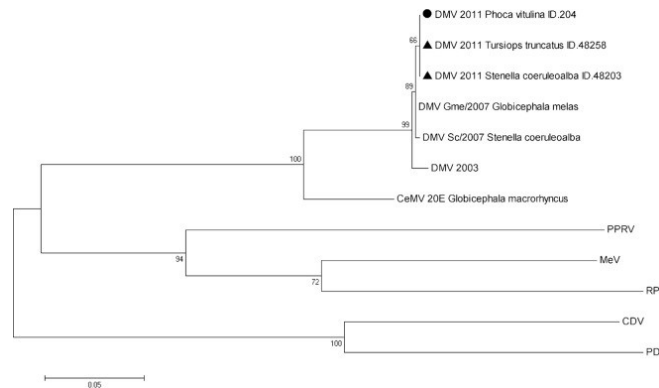 DMV 2011 Phoca vitulina ID.204
66
DMV 2011 Tursiops truncatus ID.48258
DMV 2011 Stenella coeruleoalba ID.48203
89
DMV Gme/2007 Globicephala melas
99
DMV Sc/2007 Stenella coeruleoalba
100
DMV 2003
CeMV 20E Globicephala macrorhyncus
PPRV
94
MeV
72
RP
CDV
100
PD
0.05